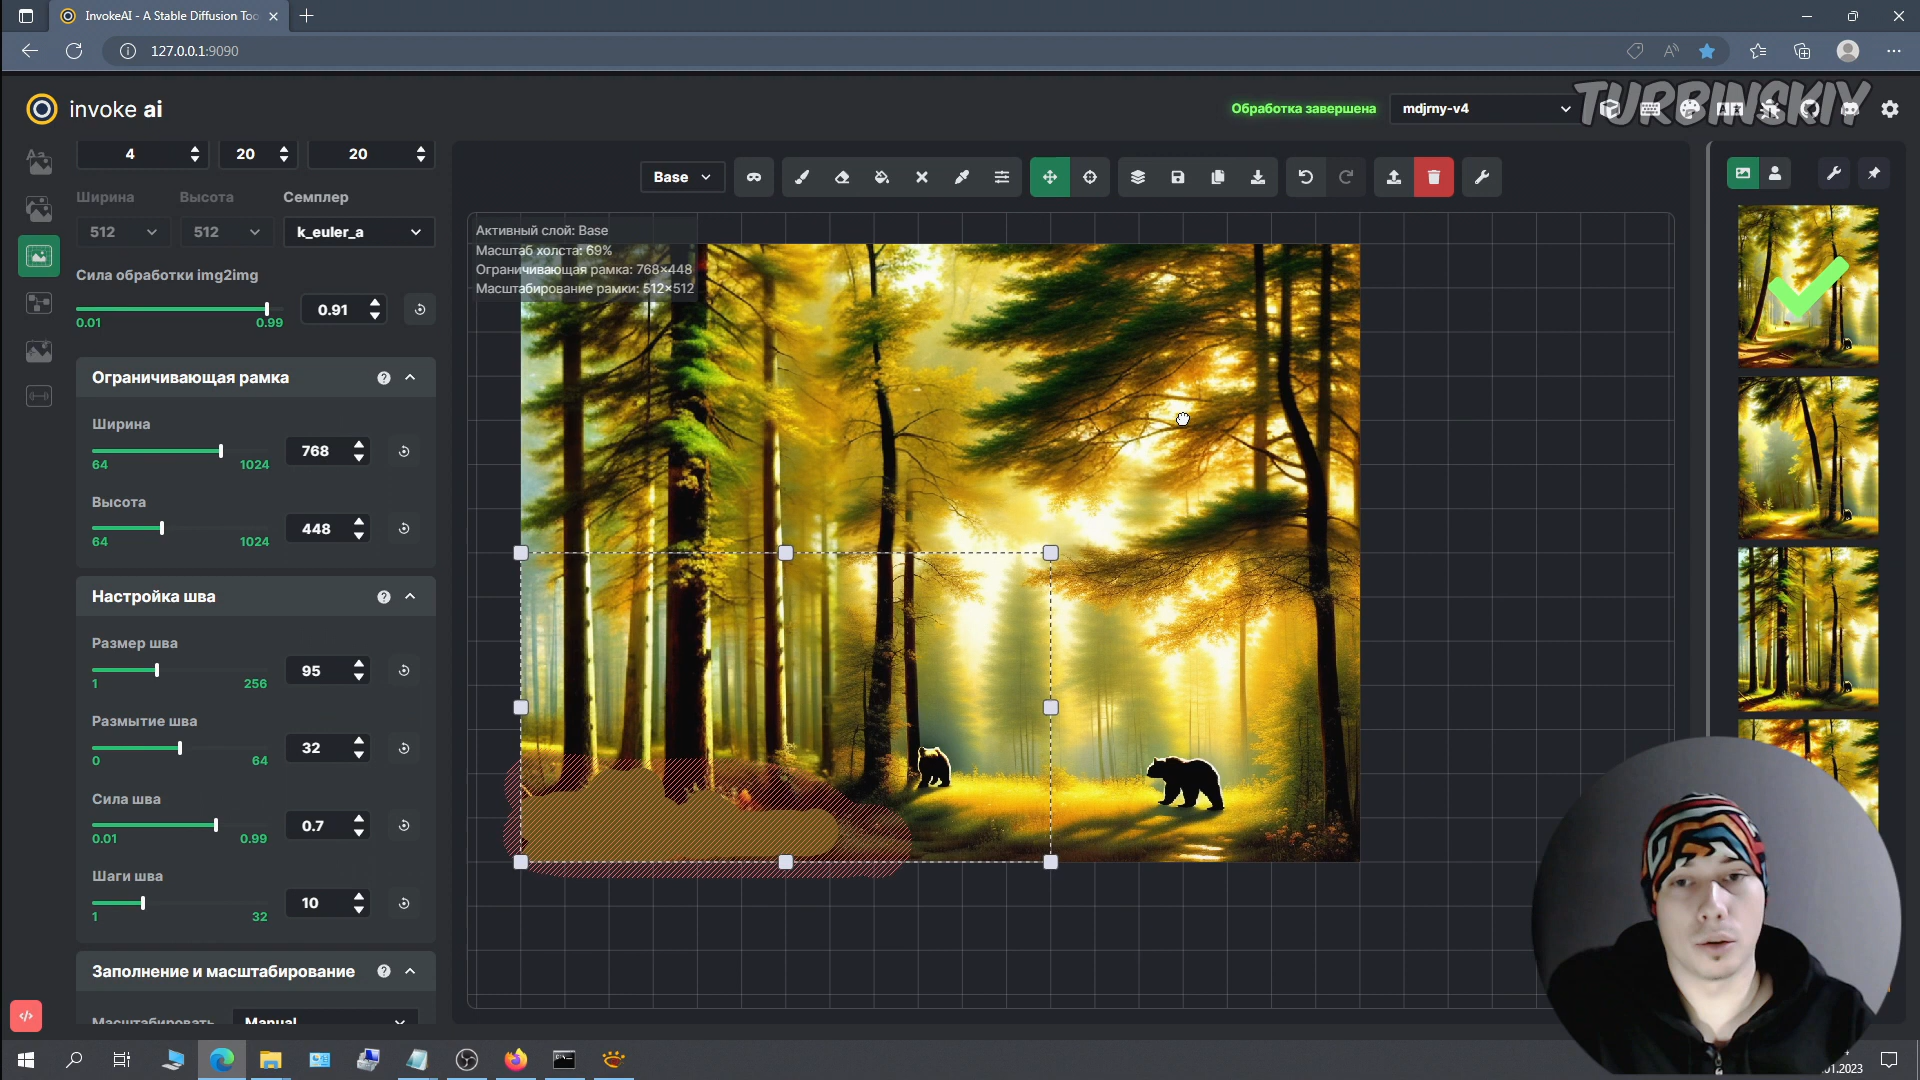 InvokeAI - A Stable Diffusion Too
127.0.0.1:9090
invoke ai
Обработка завершена
mdjrny-v4
TURBINSKIY
4
20
20
Base
Ширина
Высота
Семплер
512
512
k_euler_a
Активный слой: Base
Масштаб холста: 69%
Ограничивающая рамка: 768×448
Масштабирование рамки: 512×512
Сила обработки img2img
0.91
0.01
0.99
Ограничивающая рамка
Ширина
768
64
1024
Высота
448
64
1024
Настройка шва
Размер шва
95
1
256
Размытие шва
32
0
64
Сила шва
0.7
0.01
0.99
Шаги шва
10
1
32
Заполнение и масштабирование
Масштабировать
Manual
.01.2023